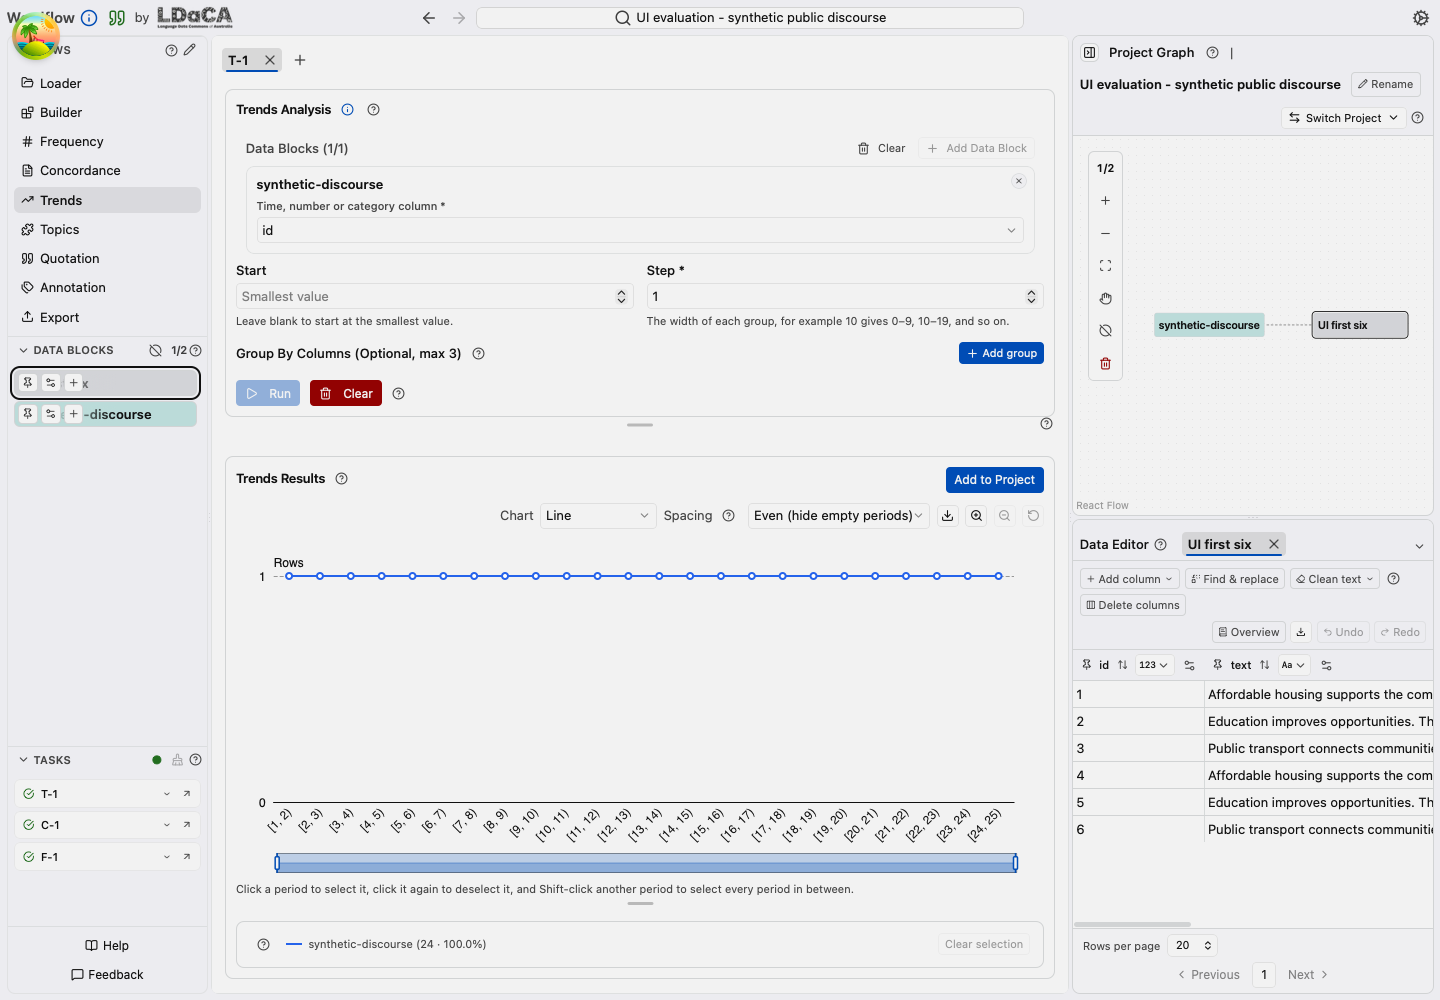 by LDaCA
Language Data Commons of Australia
UI evaluation - synthetic public discourse
Loader
Builder
Frequency
Concordance
Trends
Topics
Quotation
Annotation
Export
DATA BLOCKS 1/2
x
-discourse
TASKS
T-1
C-1
F-1
Help
Feedback
T-1
Trends Analysis
Data Blocks (1/1)
Clear
Add Data Block
synthetic-discourse
Time, number or category column *
id
Start
Step *
Smallest value
1
Leave blank to start at the smallest value.
The width of each group, for example 10 gives 0–9, 10–19, and so on.
Group By Columns (Optional, max 3)
Add group
Run
Clear
Trends Results
Add to Project
Chart
Line
Spacing
Even (hide empty periods)
Rows
1
0
[1, 2)
[2, 3)
[3, 4)
[4, 5)
[5, 6)
[6, 7)
[7, 8)
[8, 9)
[9, 10)
[10, 11)
[11, 12)
[12, 13)
[13, 14)
[14, 15)
[15, 16)
[16, 17)
[17, 18)
[18, 19)
[19, 20)
[20, 21)
[21, 22)
[22, 23)
[23, 24)
[24, 25)
Click a period to select it, click it again to deselect it, and Shift-click another period to select every period in between.
synthetic-discourse (24 · 100.0%)
Clear selection
Project Graph
UI evaluation - synthetic public discourse
Rename
Switch Project
1/2
synthetic-discourse
UI first six
React Flow
Data Editor
UI first six
Add column
Find & replace
Clean text
Delete columns
Overview
Undo
Redo
id
123
text
Aa
1 Affordable housing supports the com
2 Education improves opportunities. Th
3 Public transport connects communitie
4 Affordable housing supports the com
5 Education improves opportunities. Th
6 Public transport connects communitie
Rows per page 20
Previous 1 Next